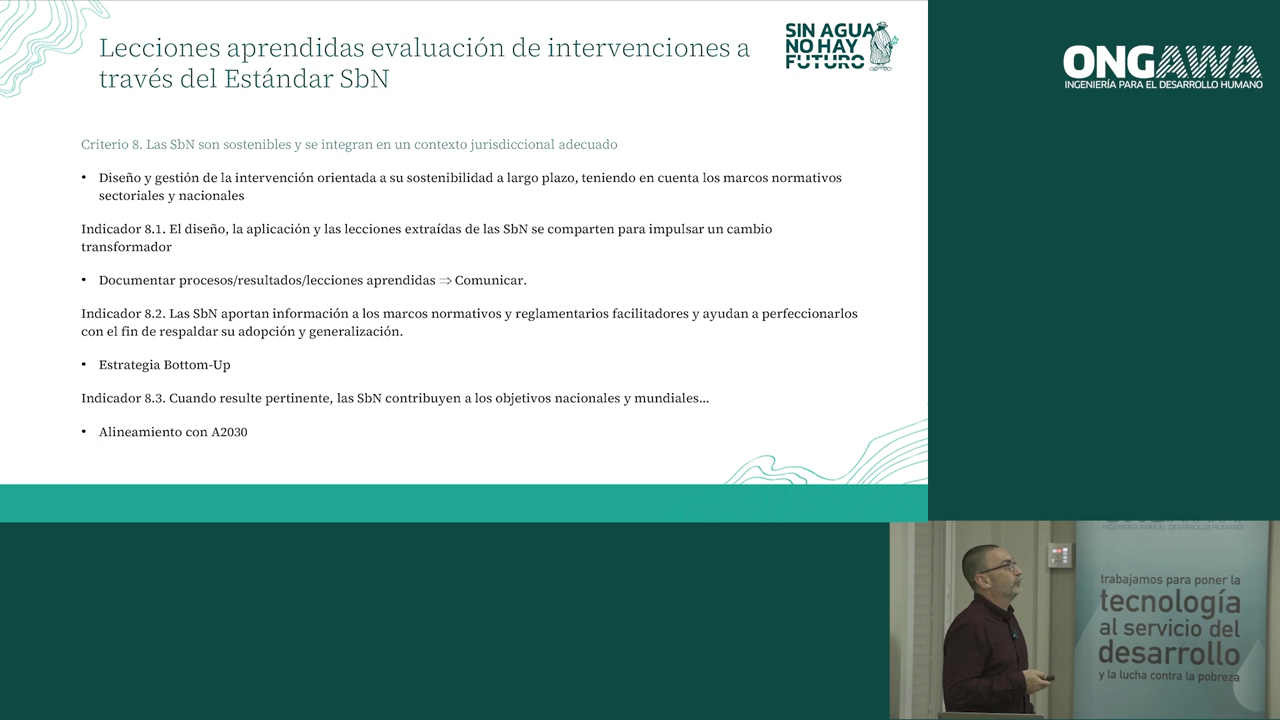 Lecciones aprendidas evaluación de intervenciones a
través del Estándar SbN
SIN AGUA
NO HAY
FUTURO
ONGAWA
INGENIERÍA PARA EL DESARROLLO HUMANO
Criterio 8. Las SbN son sostenibles y se integran en un contexto jurisdiccional adecuado
• Diseño y gestión de la intervención orientada a su sostenibilidad a largo plazo, teniendo en cuenta los marcos normativos
sectoriales y nacionales
Indicador 8.1. El diseño, la aplicación y las lecciones extraídas de las SbN se comparten para impulsar un cambio
transformador
• Documentar procesos/resultados/lecciones aprendidas ⇒ Comunicar.
Indicador 8.2. Las SbN aportan información a los marcos normativos y reglamentarios facilitadores y ayudan a perfeccionarlos
con el fin de respaldar su adopción y generalización.
• Estrategia Bottom-Up
Indicador 8.3. Cuando resulte pertinente, las SbN contribuyen a los objetivos nacionales y mundiales...
• Alineamiento con A2030
INGENIERÍA PARA EL DESARROLLO HUMANO
trabajamos para poner la
tecnología
al servicio del
desarrollo
y la lucha contra la pobreza